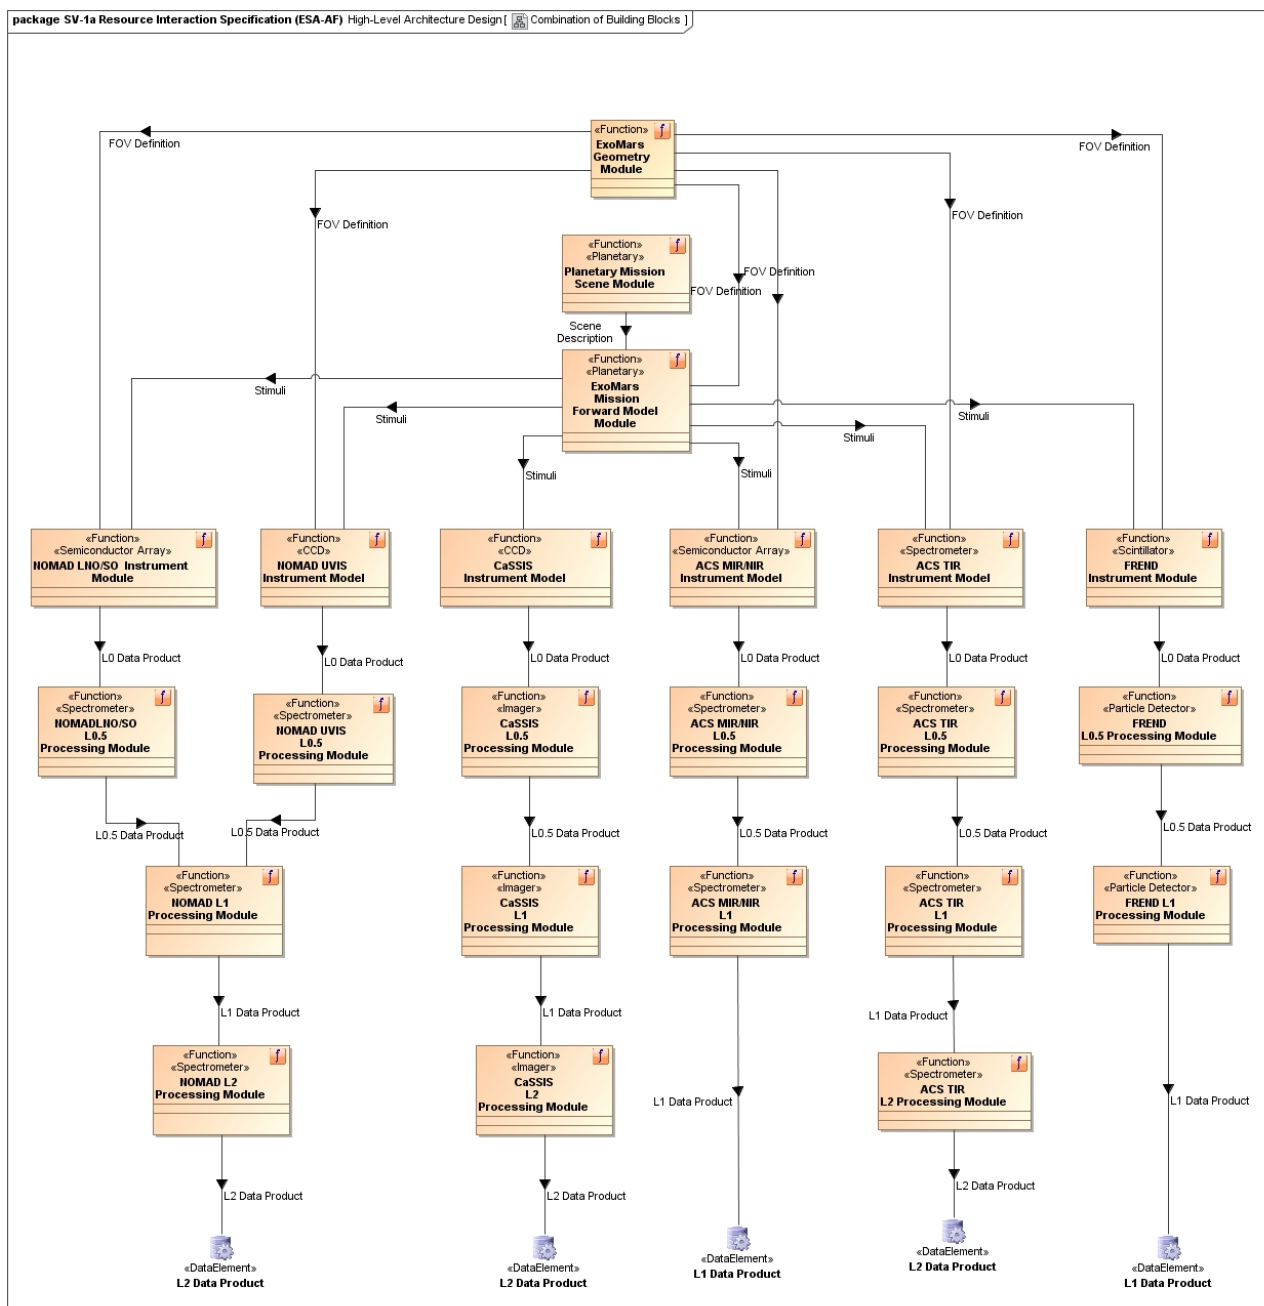 package SV-1a Resource Interaction Specification (ESA-AF) High-Level Architecture Design [ Combination of Building Blocks ]
«Function»
ExoMars
Geometry
Module
FOV Definition
FOV Definition
FOV Definition
FOV Definition
FOV Definition
FOV Definition
«Function»
«Planetary»
Planetary Mission
Scene Module
Scene
Description
«Function»
«Planetary»
ExoMars
Mission
Forward Model
Module
Stimuli
Stimuli
Stimuli
Stimuli
Stimuli
Stimuli
«Function»
«Semiconductor Array»
NOMAD LNO/SO Instrument
Module
«Function»
«CCD»
NOMAD UVIS
Instrument Model
«Function»
«CCD»
CaSSIS
Instrument Model
«Function»
«Semiconductor Array»
ACS MIR/NIR
Instrument Model
«Function»
«Spectrometer»
ACS TIR
Instrument Model
«Function»
«Scintillator»
FREND
Instrument Module
L0 Data Product
L0 Data Product
L0 Data Product
L0 Data Product
L0 Data Product
L0 Data Product
«Function»
«Spectrometer»
NOMADLNO/SO
L0.5
Processing Module
«Function»
«Spectrometer»
NOMAD UVIS
L0.5
Processing Module
«Function»
«Imager»
CaSSIS
L0.5
Processing Module
«Function»
«Spectrometer»
ACS MIR/NIR
L0.5
Processing Module
«Function»
«Spectrometer»
ACS TIR
L0.5
Processing Module
«Function»
«Particle Detector»
FREND
L0.5 Processing Module
L0.5 Data Product
L0.5 Data Product
L0.5 Data Product
L0.5 Data Product
L0.5 Data Product
L0.5 Data Product
«Function»
«Spectrometer»
NOMAD L1
Processing Module
«Function»
«Imager»
CaSSIS
L1
Processing Module
«Function»
«Spectrometer»
ACS MIR/NIR
L1
Processing Module
«Function»
«Spectrometer»
ACS TIR
L1
Processing Module
«Function»
«Particle Detector»
FREND L1
Processing Module
L1 Data Product
L1 Data Product
L1 Data Product
L1 Data Product
L1 Data Product
«Function»
«Spectrometer»
NOMAD L2
Processing Module
«Function»
«Imager»
CaSSIS
L2
Processing Module
«Function»
«Spectrometer»
ACS TIR
L2 Processing Module
L2 Data Product
L2 Data Product
L2 Data Product
«DataElement»
L2 Data Product
«DataElement»
L2 Data Product
«DataElement»
L1 Data Product
«DataElement»
L2 Data Product
«DataElement»
L1 Data Product